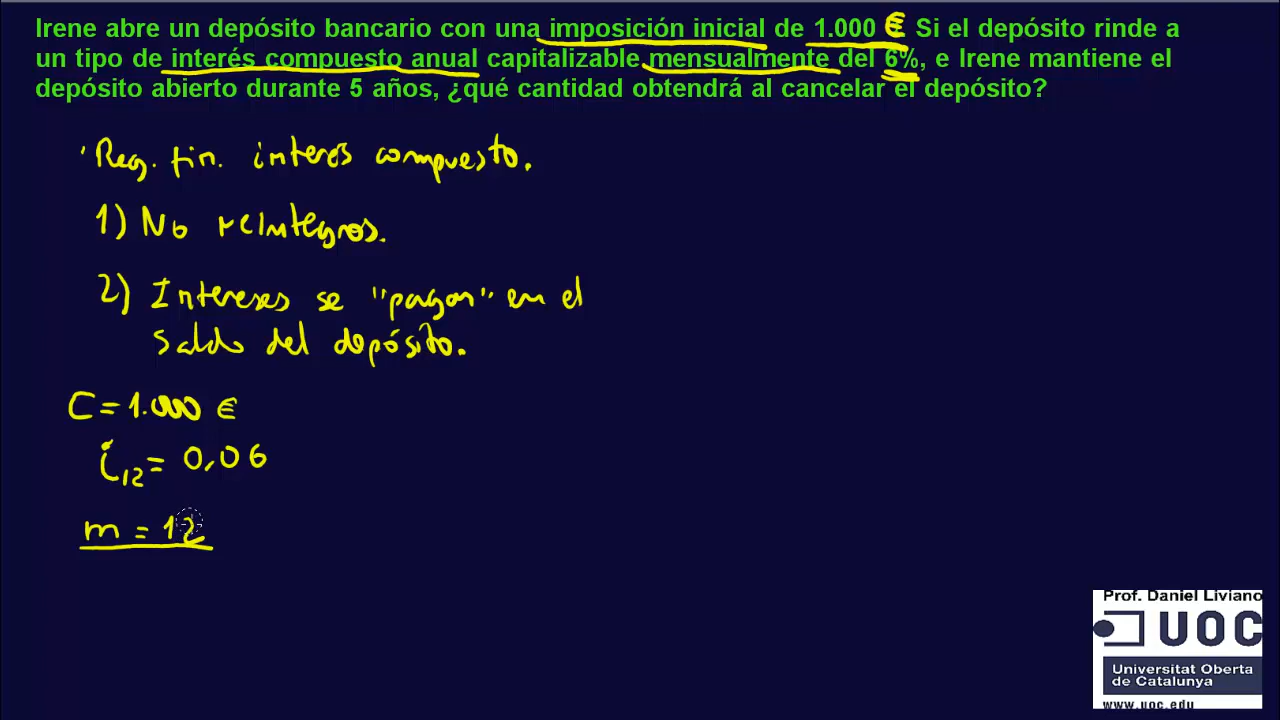 Irene abre un depósito bancario con una imposición inicial de 1.000 € Si el depósito rinde a
un tipo de interés compuesto anual capitalizable mensualmente del 6%, e Irene mantiene el
depósito abierto durante 5 años, ¿qué cantidad obtendrá al cancelar el depósito?
Reg. fin. interés compuesto.
1) No reintegros.
2) Intereses se "pagan" en el
saldo del depósito.
C = 1.000 €
i12 = 0,06
m = 12
Prof. Daniel Liviano
UOC
Universitat Oberta
de Catalunya
www.uoc.edu